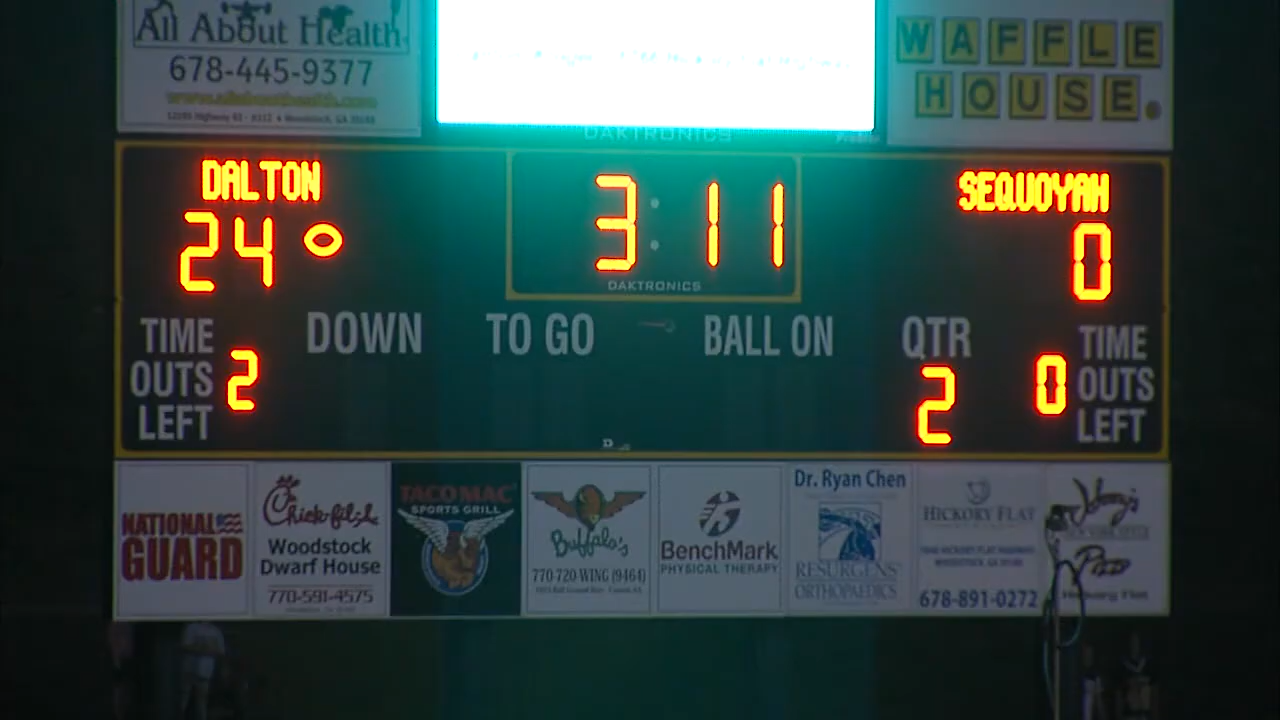 All About Health
678-445-9377
WAFFLE
HOUSE.
DAKTRONICS
DALTON
24
3:11
DAKTRONICS
SEQUOYAH
0
TIME
OUTS
LEFT
2
DOWN
TO GO
BALL ON
QTR
2
0
TIME
OUTS
LEFT
NATIONAL
GUARD
Chick-fil-A
Woodstock
Dwarf House
770-591-4575
TACO MAC
SPORTS GRILL
Buffalo's
770-720-WING (9464)
BenchMark
PHYSICAL THERAPY
Dr. Ryan Chen
RESURGENS
ORTHOPAEDICS
HICKORY FLAT
678-891-0272